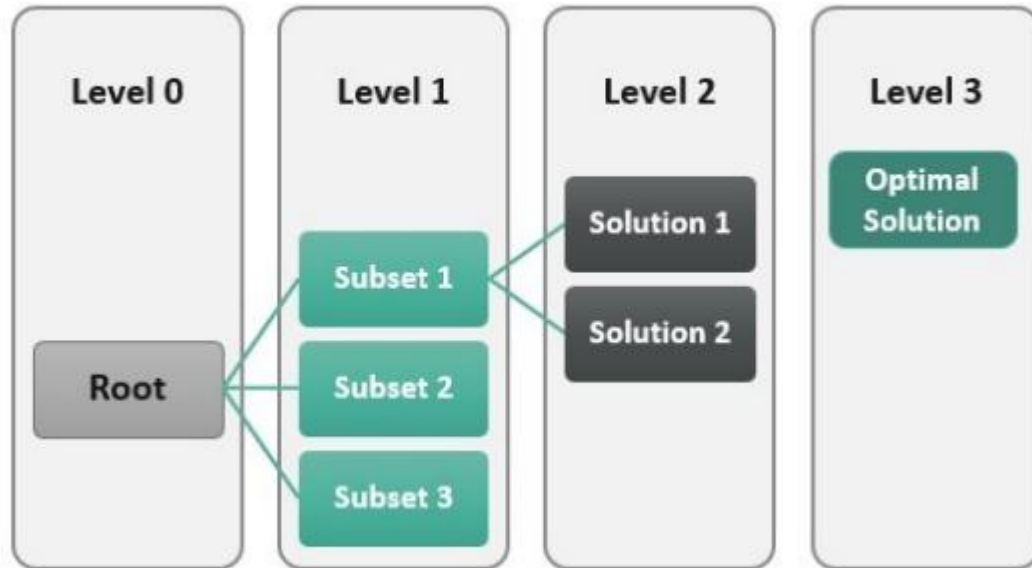 Level 0
Root
Level 1
Subset 1
Subset 2
Subset 3
Level 2
Solution 1
Solution 2
Level 3
Optimal
Solution